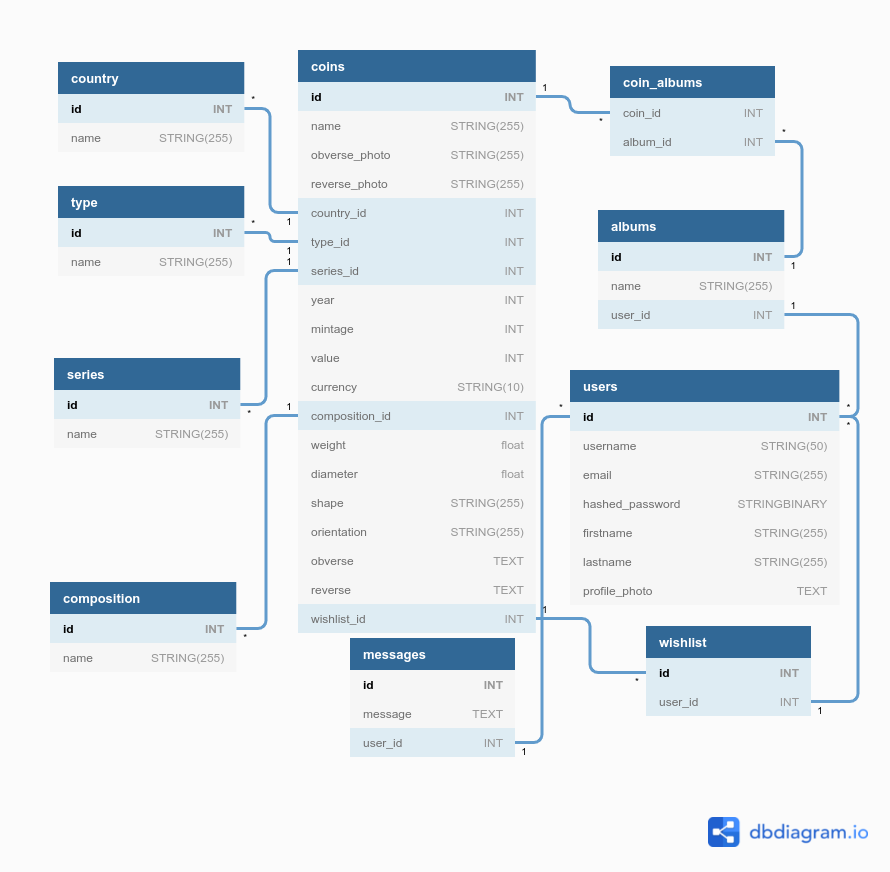 country
id INT
name STRING(255)
type
id INT
name STRING(255)
series
id INT
name STRING(255)
composition
id INT
name STRING(255)
coins
id INT
name STRING(255)
obverse_photo STRING(255)
reverse_photo STRING(255)
country_id INT
type_id INT
series_id INT
year INT
mintage INT
value INT
currency STRING(10)
composition_id INT
weight float
diameter float
shape STRING(255)
orientation STRING(255)
obverse TEXT
reverse TEXT
wishlist_id INT
messages
id INT
message TEXT
user_id INT
coin_albums
coin_id INT
album_id INT
albums
id INT
name STRING(255)
user_id INT
users
id INT
username STRING(50)
email STRING(255)
hashed_password STRINGBINARY
firstname STRING(255)
lastname STRING(255)
profile_photo TEXT
wishlist
id INT
user_id INT
*
1
*
1
1
*
1
*
1
*
*
1
1
*
*
*
1
1
*
1
1
dbdiagram.io